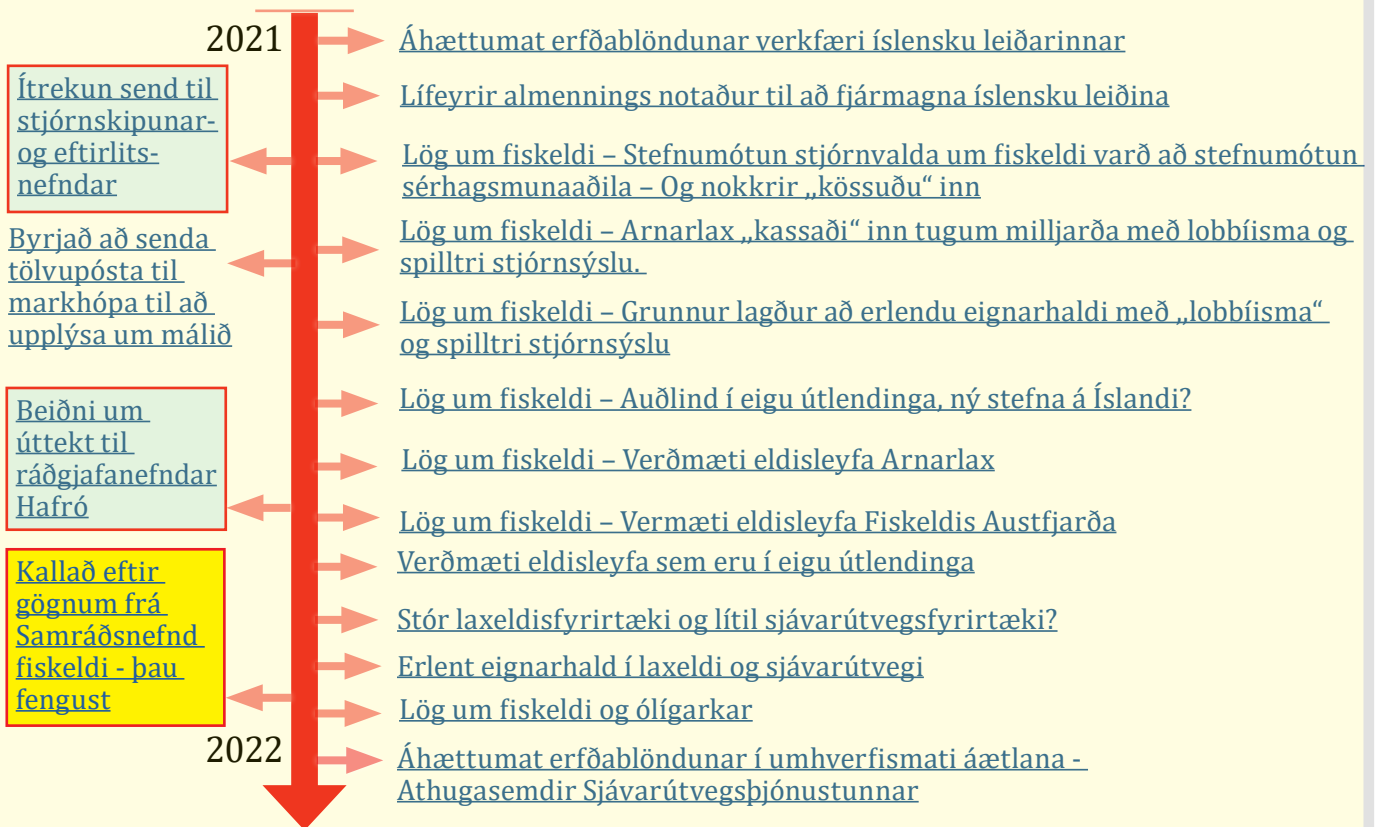 2021
Áhættumat erfðablöndunar verkfæri íslensku leiðarinnar
Ítrekun send til
stjórnskipunar-
og eftirlits-
nefndar
Lífeyrir almennings notaður til að fjármagna íslensku leiðina
Lög um fiskeldi – Stefnumótun stjórnvalda um fiskeldi varð að stefnumótun
sérhagsmunaaðila – Og nokkrir „kössuðu“ inn
Byrjað að senda
tölvupósta til
markhópa til að
upplýsa um málið
Lög um fiskeldi – Arnarlax „kassaði“ inn tugum milljarða með lobbíisma og
spilltri stjórnsýslu.
Lög um fiskeldi – Grunnur lagður að erlendu eignarhaldi með „lobbíisma“
og spilltri stjórnsýslu
Beiðni um
úttekt til
ráðgjafanefndar
Hafró
Lög um fiskeldi – Auðlind í eigu útlendinga, ný stefna á Íslandi?
Lög um fiskeldi – Verðmæti eldisleyfa Arnarlax
Lög um fiskeldi – Vermæti eldisleyfa Fiskeldis Austfjarða
Verðmæti eldisleyfa sem eru í eigu útlendinga
Kallað eftir
gögnum frá
Samráðsnefnd
fiskeldi - þau
fengust
Stór laxeldisfyrirtæki og lítil sjávarútvegsfyrirtæki?
Erlent eignarhald í laxeldi og sjávarútvegi
Lög um fiskeldi og ólígarkar
2022
Áhættumat erfðablöndunar í umhverfismati áætlana -
Athugasemdir Sjávarútvegsþjónustunnar